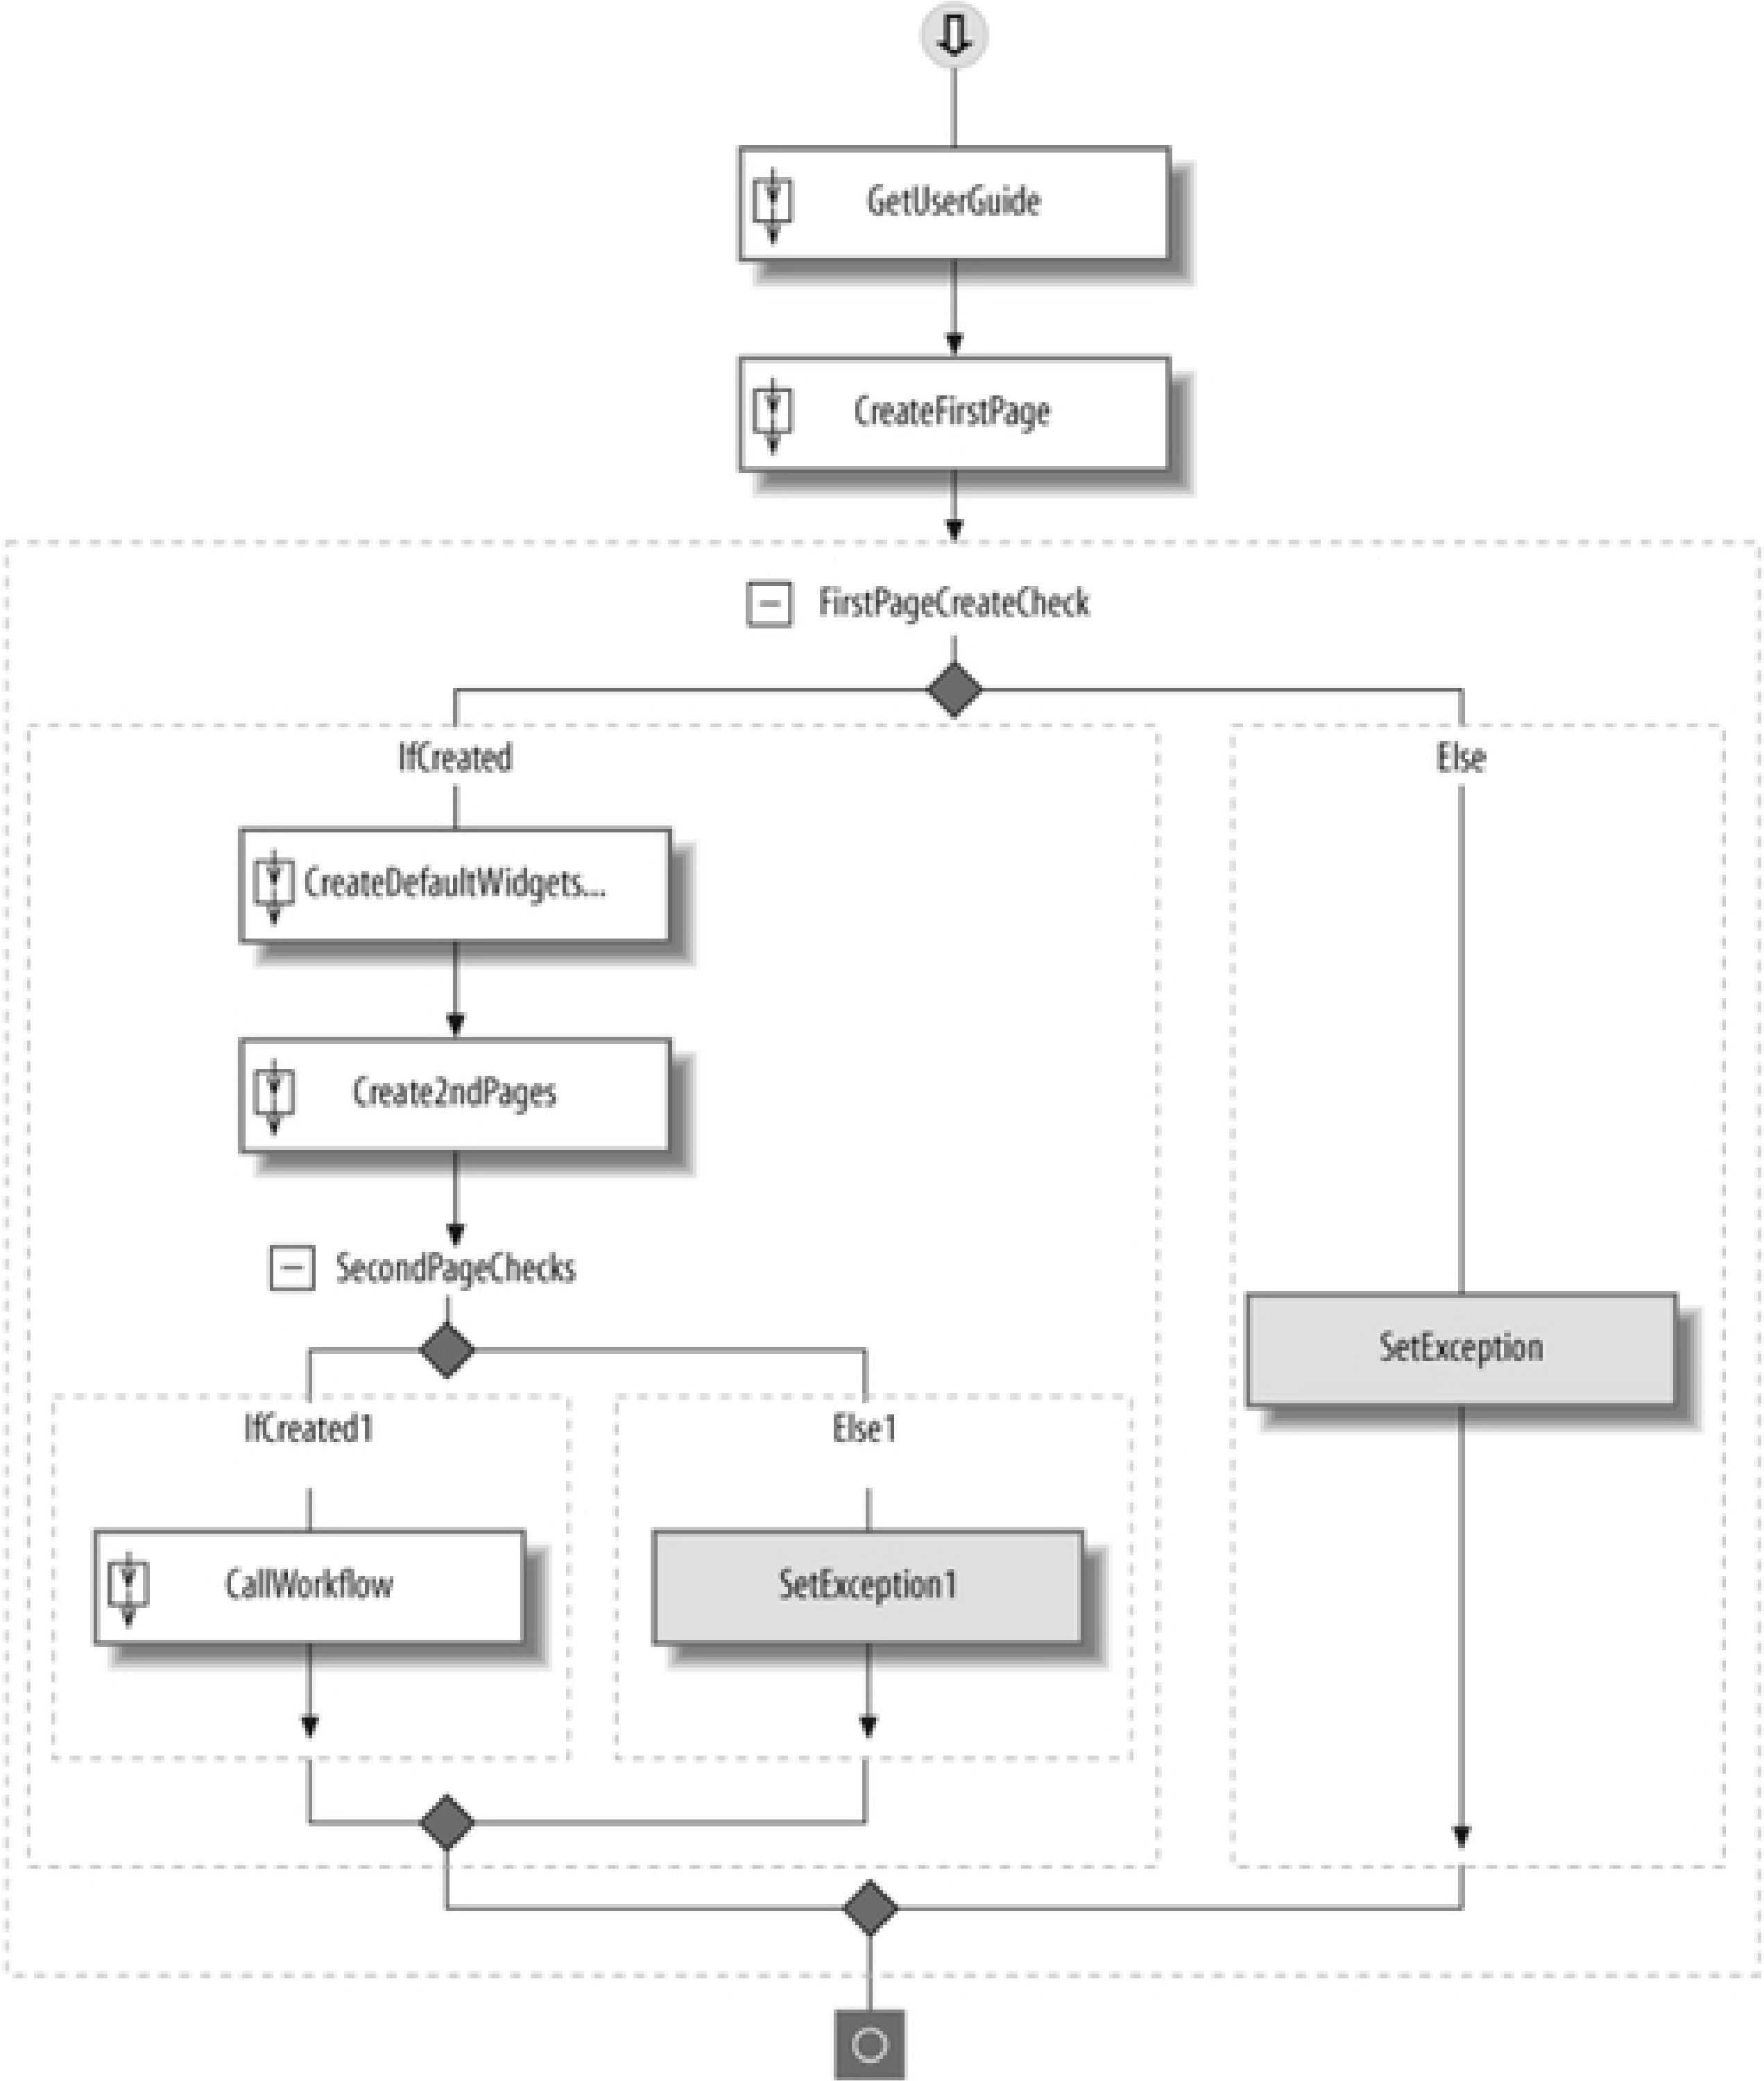 GetUserGuide
CreateFirstPage
FirstPageCreateCheck
IfCreated
Else
CreateDefaultWidgets...
Create2ndPages
SecondPageChecks
SetException
IfCreated1
Else1
CallWorkflow
SetException1